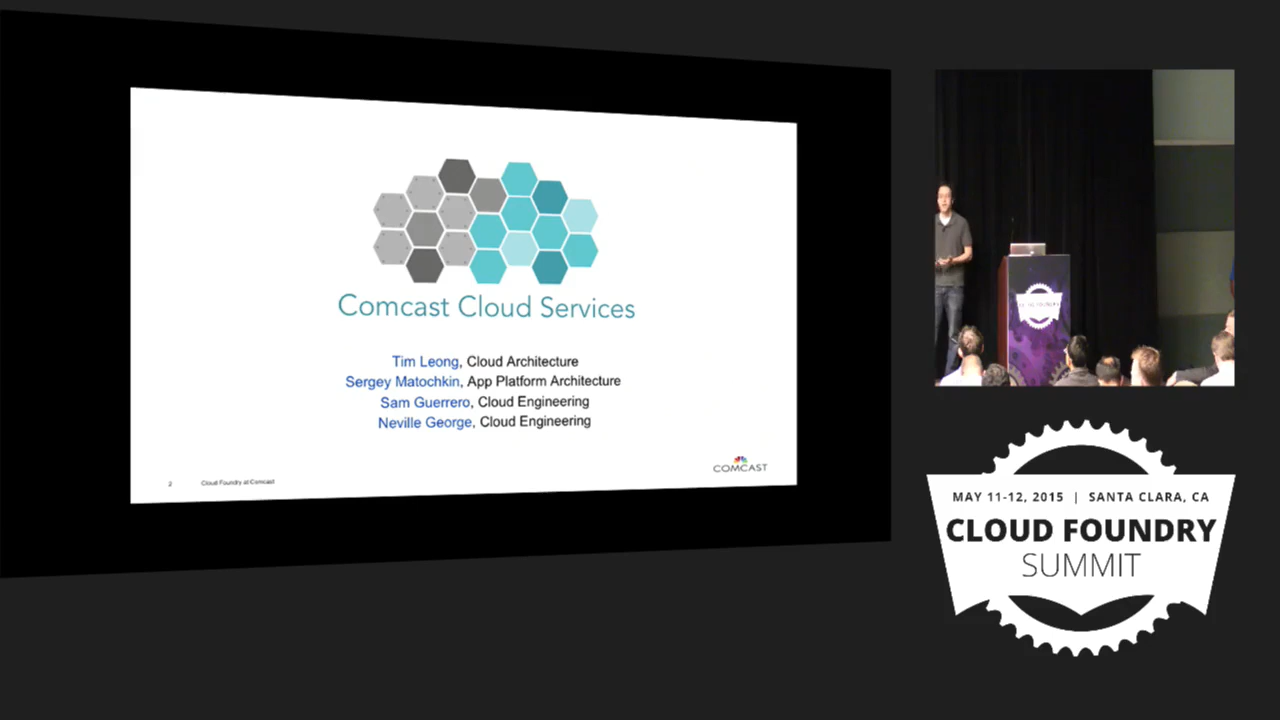 Comcast Cloud Services
Tim Leong, Cloud Architecture
Sergey Matochkin, App Platform Architecture
Sam Guerrero, Cloud Engineering
Neville George, Cloud Engineering
COMCAST
2 Cloud Foundry at Comcast
MAY 11-12, 2015 | SANTA CLARA, CA
CLOUD FOUNDRY
SUMMIT